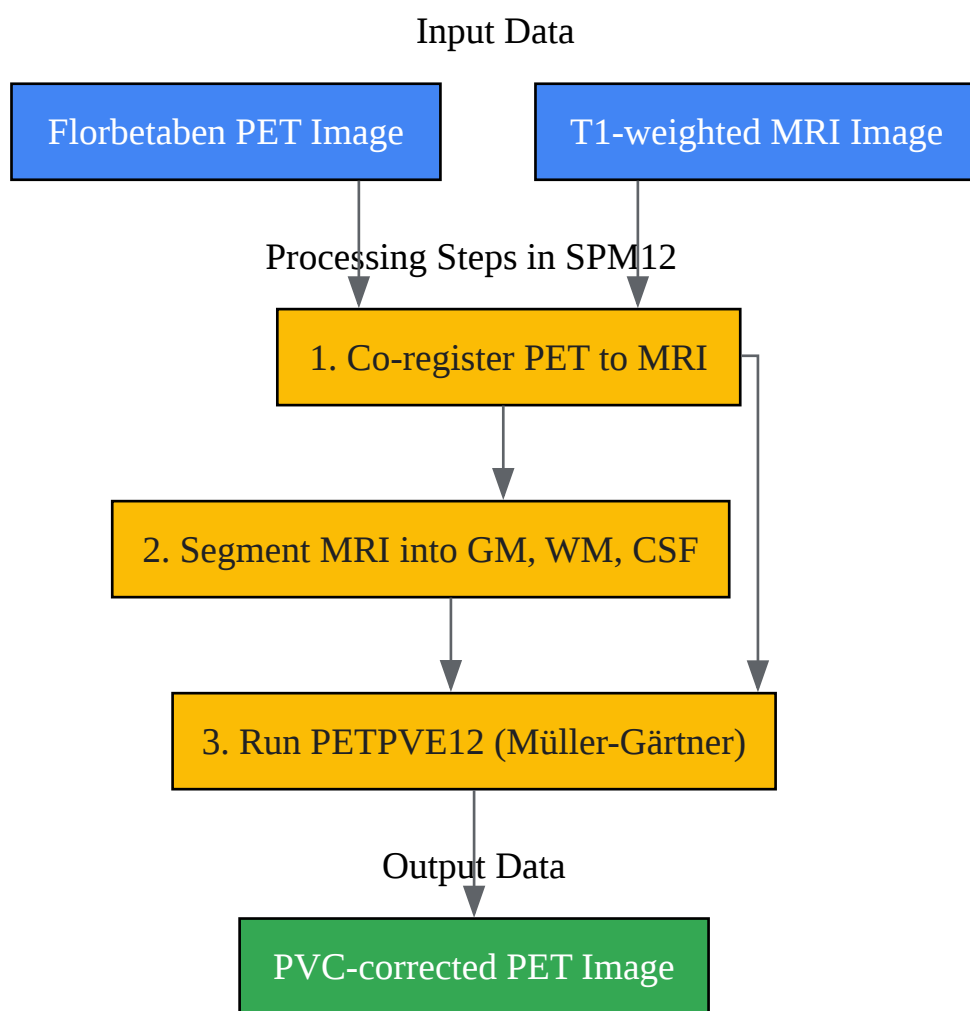 Input Data
Florbetaben PET Image
T1-weighted MRI Image
Processing Steps in SPM12
1. Co-register PET to MRI
2. Segment MRI into GM, WM, CSF
3. Run PETPVE12 (Müller-Gärtner)
Output Data
PVC-corrected PET Image